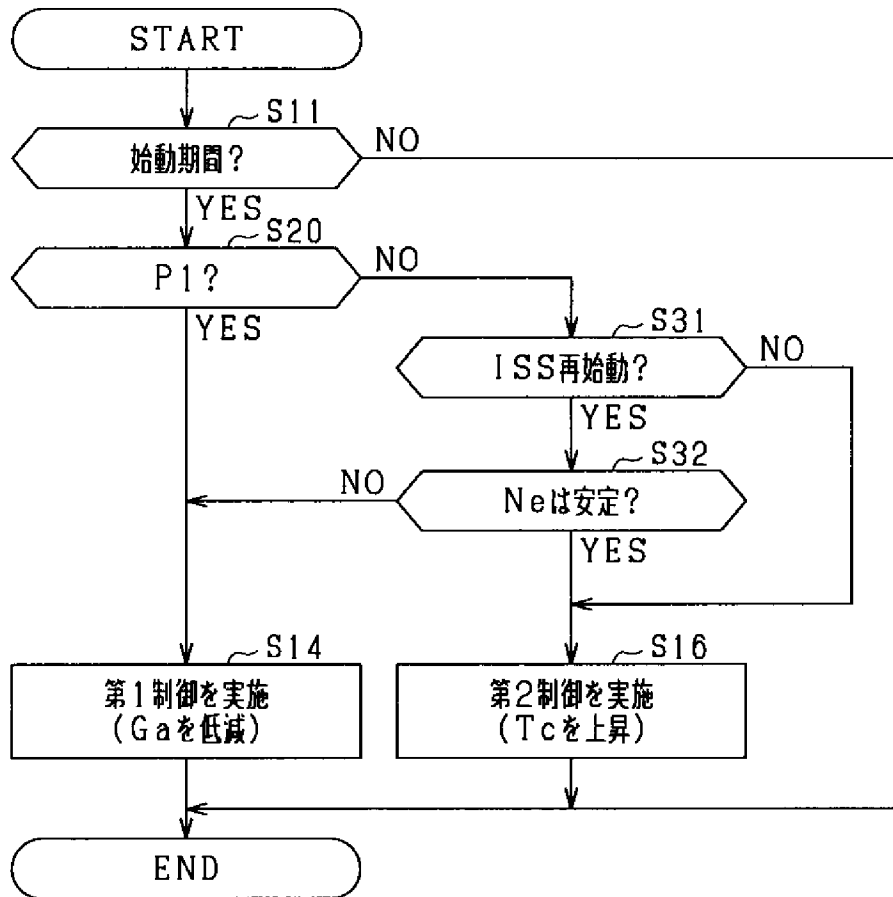 START
S11
始動期間?
NO
YES
S20
P1?
NO
YES
S31
ISS再始動?
NO
YES
S32
Neは安定?
NO
YES
S14
第1制御を実施
(Gaを低減)
S16
第2制御を実施
(Tcを上昇)
END